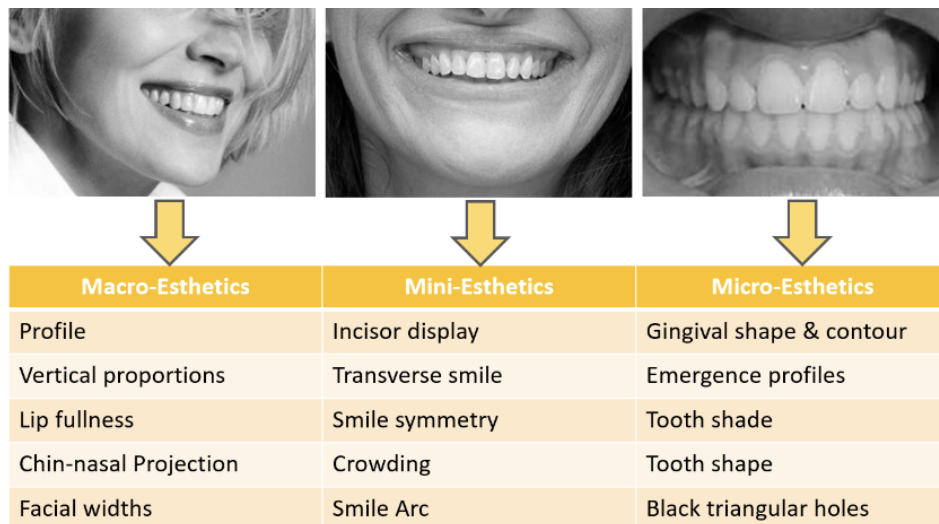 Macro-Esthetics Mini-Esthetics Micro-Esthetics
Profile Incisor display Gingival shape & contour
Vertical proportions Transverse smile Emergence profiles
Lip fullness Smile symmetry Tooth shade
Chin-nasal Projection Crowding Tooth shape
Facial widths Smile Arc Black triangular holes